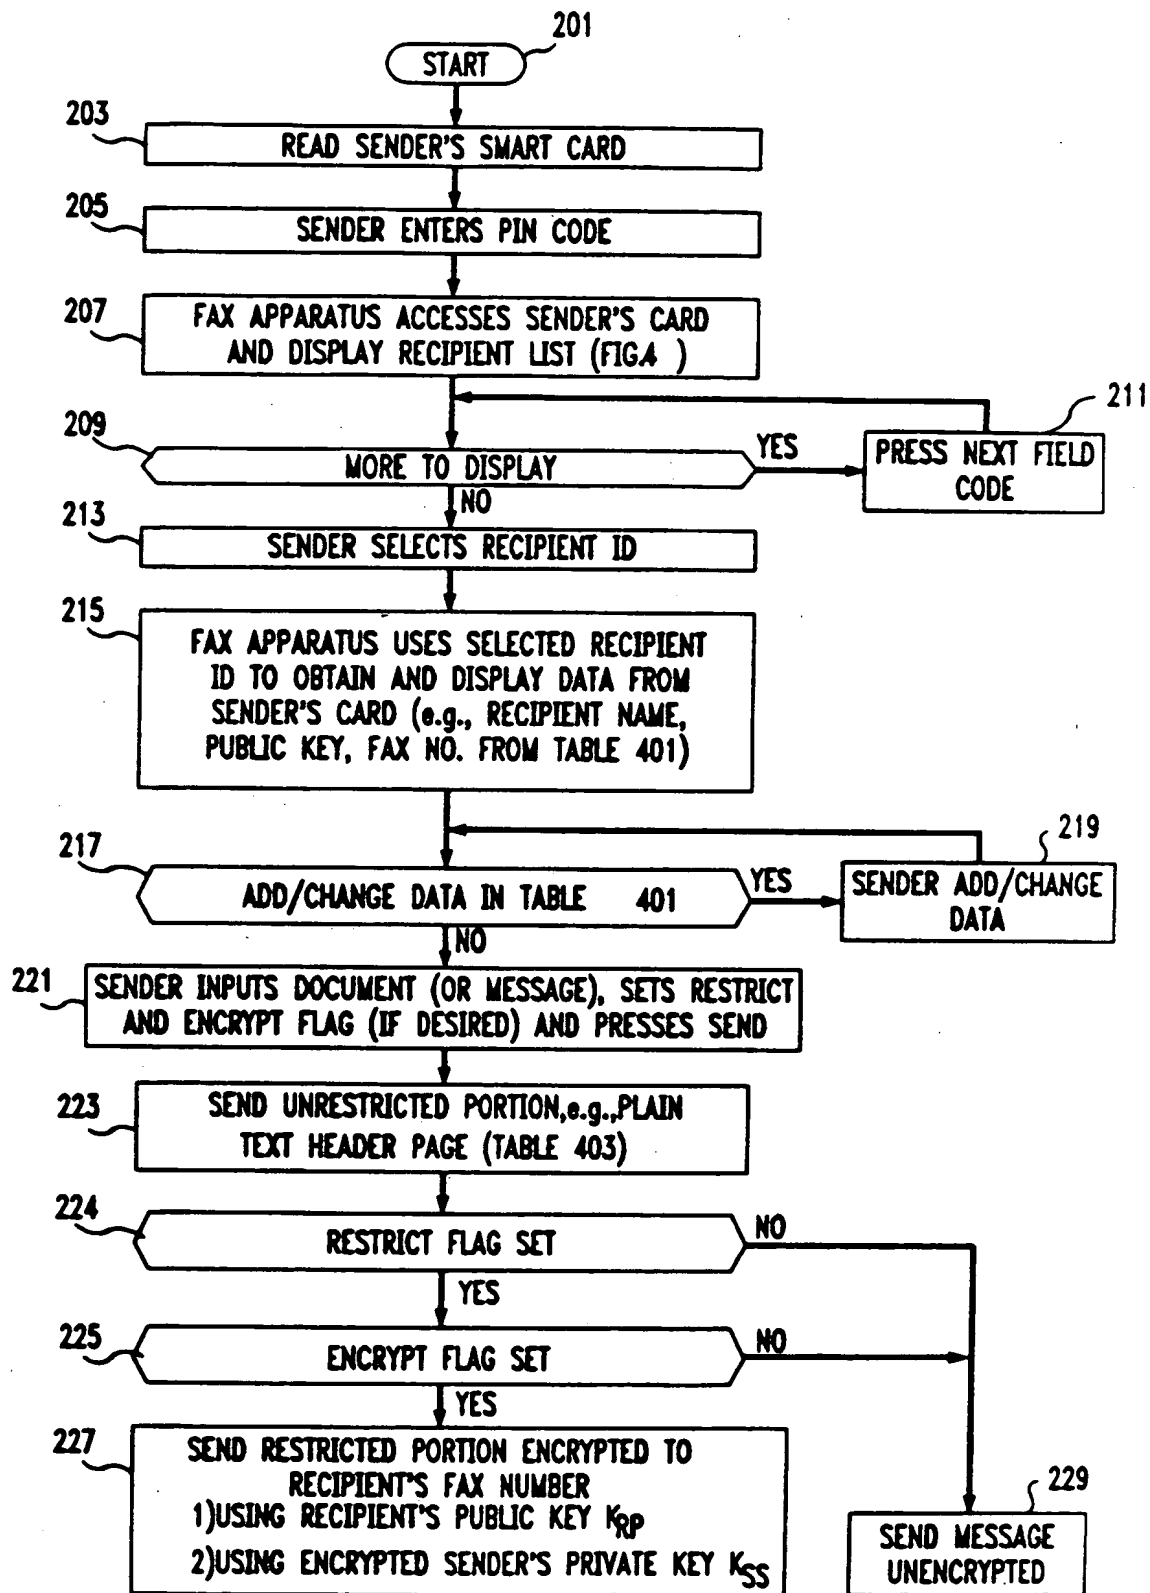 201
START
203
READ SENDER'S SMART CARD
205
SENDER ENTERS PIN CODE
207
FAX APPARATUS ACCESSES SENDER'S CARD
AND DISPLAY RECIPIENT LIST (FIG.4 )
211
209
MORE TO DISPLAY
YES
PRESS NEXT FIELD
CODE
NO
213
SENDER SELECTS RECIPIENT ID
215
FAX APPARATUS USES SELECTED RECIPIENT
ID TO OBTAIN AND DISPLAY DATA FROM
SENDER'S CARD (e.g., RECIPIENT NAME,
PUBLIC KEY, FAX NO. FROM TABLE 401)
219
217
ADD/CHANGE DATA IN TABLE 401
YES
SENDER ADD/CHANGE
DATA
NO
221
SENDER INPUTS DOCUMENT (OR MESSAGE), SETS RESTRICT
AND ENCRYPT FLAG (IF DESIRED) AND PRESSES SEND
223
SEND UNRESTRICTED PORTION,e.g.,PLAIN
TEXT HEADER PAGE (TABLE 403)
224
RESTRICT FLAG SET
NO
YES
225
ENCRYPT FLAG SET
NO
YES
227
SEND RESTRICTED PORTION ENCRYPTED TO
RECIPIENT'S FAX NUMBER
1)USING RECIPIENT'S PUBLIC KEY KRP
2)USING ENCRYPTED SENDER'S PRIVATE KEY KSS
229
SEND MESSAGE
UNENCRYPTED